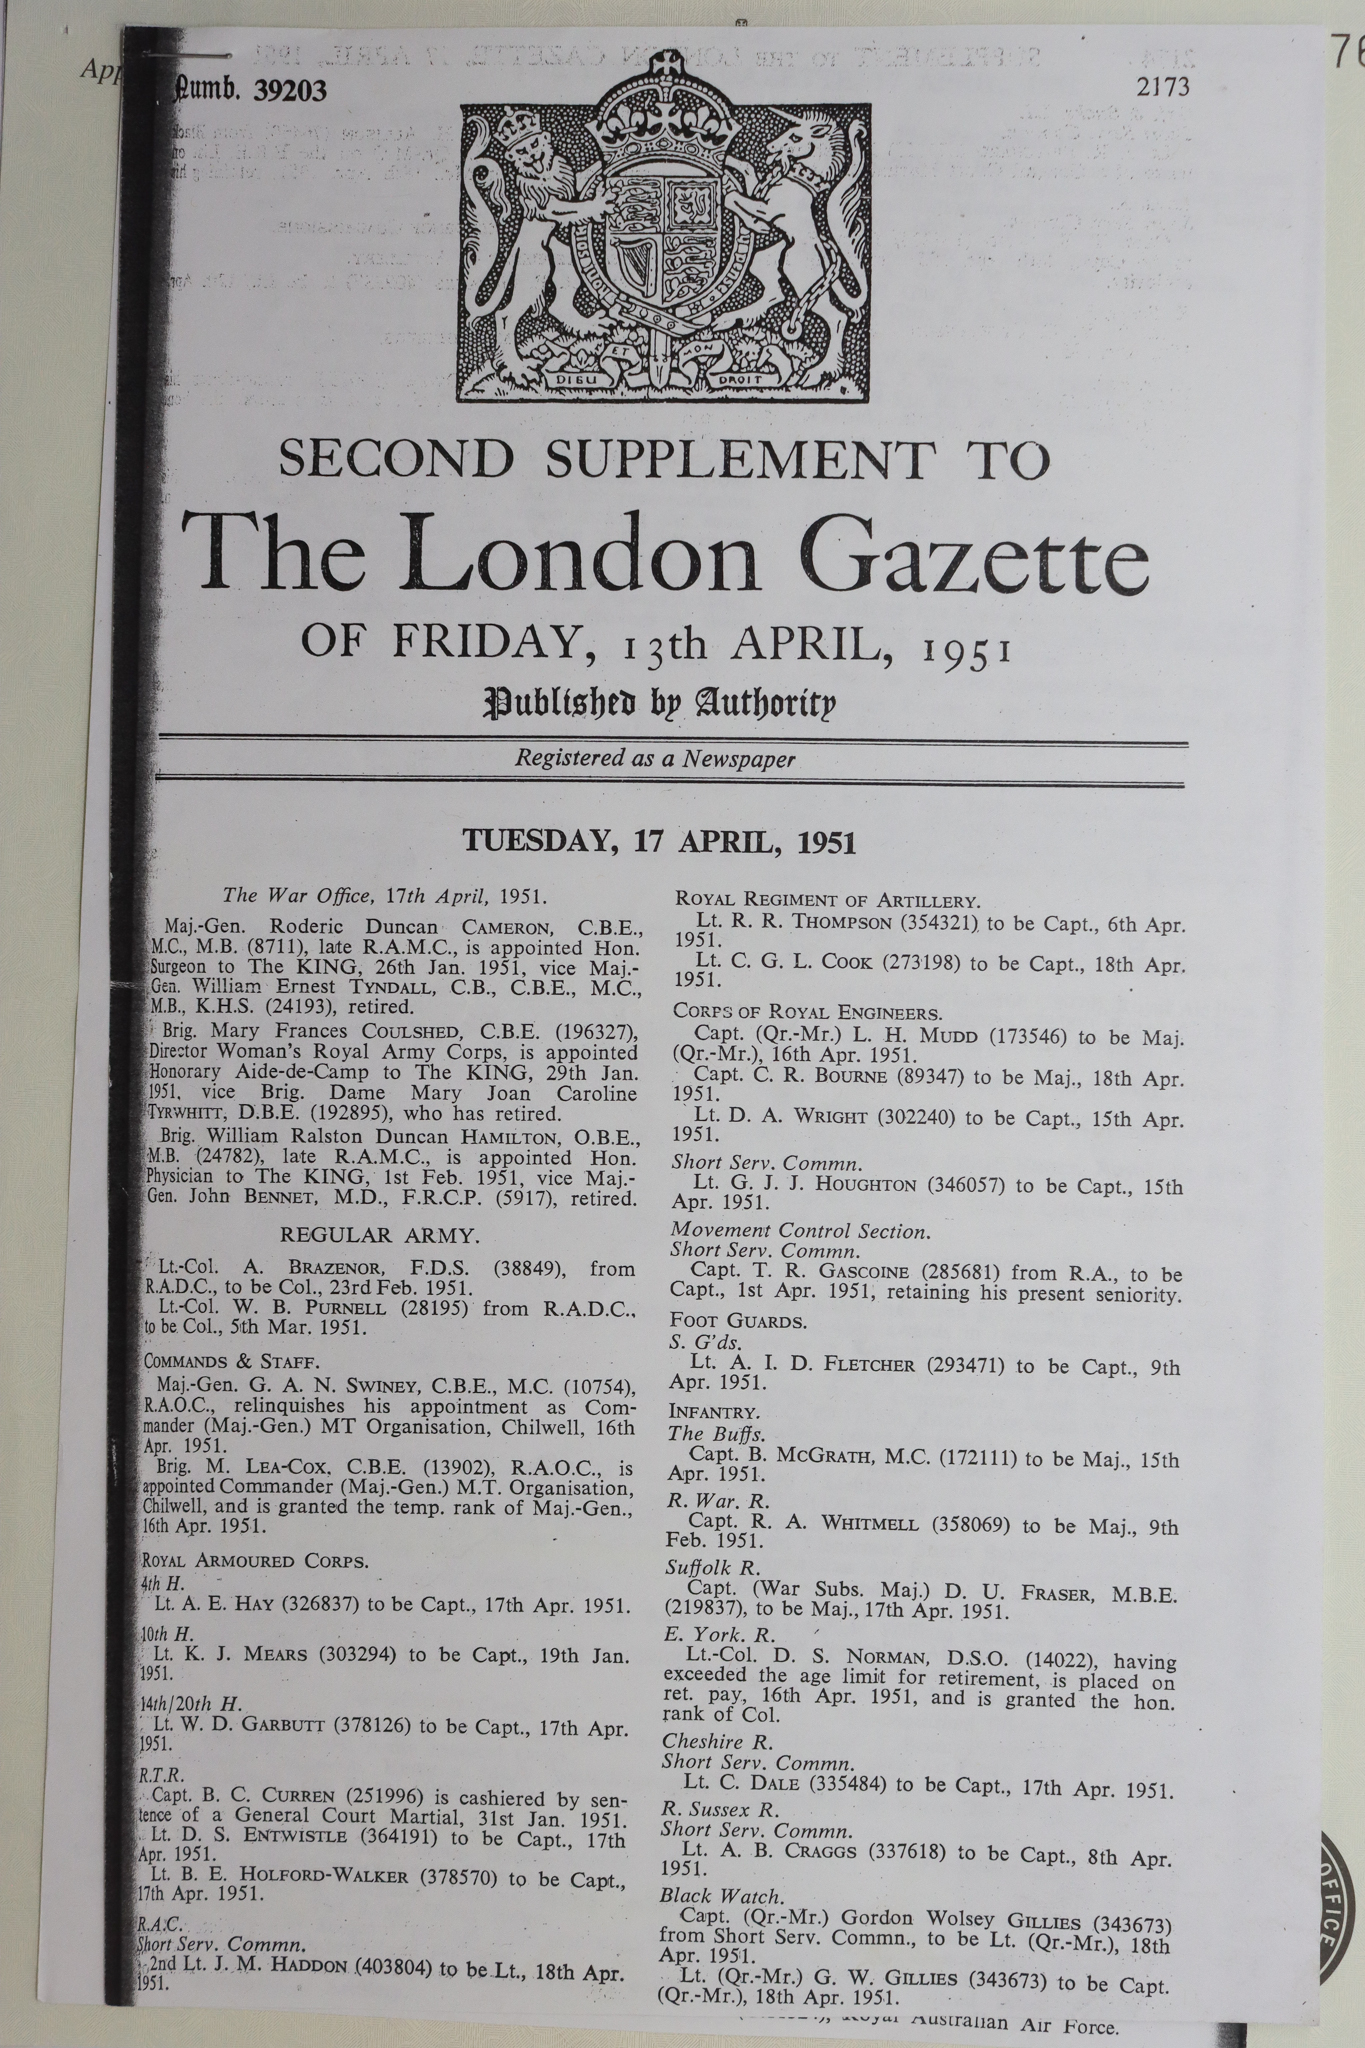 App
76
Numb. 39203
2173
DIEU ET MON DROIT
SECOND SUPPLEMENT TO
The London Gazette
OF FRIDAY, 13th APRIL, 1951
Published by Authority
Registered as a Newspaper
TUESDAY, 17 APRIL, 1951
The War Office, 17th April, 1951.
Maj.-Gen. Roderic Duncan CAMERON, C.B.E.,
M.C., M.B. (8711), late R.A.M.C., is appointed Hon.
Surgeon to The KING, 26th Jan. 1951, vice Maj.-
Gen. William Ernest TYNDALL, C.B., C.B.E., M.C.,
M.B., K.H.S. (24193), retired.
Brig. Mary Frances COULSHED, C.B.E. (196327),
Director Woman's Royal Army Corps, is appointed
Honorary Aide-de-Camp to The KING, 29th Jan.
1951, vice Brig. Dame Mary Joan Caroline
TYRWHITT, D.B.E. (192895), who has retired.
Brig. William Ralston Duncan HAMILTON, O.B.E.,
M.B. (24782), late R.A.M.C., is appointed Hon.
Physician to The KING, 1st Feb. 1951, vice Maj.-
Gen. John BENNET, M.D., F.R.C.P. (5917), retired.
REGULAR ARMY.
Lt.-Col. A. BRAZENOR, F.D.S. (38849), from
R.A.D.C., to be Col., 23rd Feb. 1951.
Lt.-Col. W. B. PURNELL (28195) from R.A.D.C.,
to be Col., 5th Mar. 1951.
COMMANDS & STAFF.
Maj.-Gen. G. A. N. SWINEY, C.B.E., M.C. (10754),
R.A.O.C., relinquishes his appointment as Com-
mander (Maj.-Gen.) MT Organisation, Chilwell, 16th
Apr. 1951.
Brig. M. LEA-COX, C.B.E. (13902), R.A.O.C., is
appointed Commander (Maj.-Gen.) M.T. Organisation,
Chilwell, and is granted the temp. rank of Maj.-Gen.,
16th Apr. 1951.
ROYAL ARMOURED CORPS.
4th H.
Lt. A. E. HAY (326837) to be Capt., 17th Apr. 1951.
10th H.
Lt. K. J. MEARS (303294) to be Capt., 19th Jan.
1951.
14th/20th H.
Lt. W. D. GARBUTT (378126) to be Capt., 17th Apr.
1951.
R.T.R.
Capt. B. C. CURREN (251996) is cashiered by sen-
tence of a General Court Martial, 31st Jan. 1951.
Lt. D. S. ENTWISTLE (364191) to be Capt., 17th
Apr. 1951.
Lt. B. E. HOLFORD-WALKER (378570) to be Capt.,
17th Apr. 1951.
R.A.C.
Short Serv. Commn.
2nd Lt. J. M. HADDON (403804) to be Lt., 18th Apr.
1951.
ROYAL REGIMENT OF ARTILLERY.
Lt. R. R. THOMPSON (354321) to be Capt., 6th Apr.
1951.
Lt. C. G. L. COOK (273198) to be Capt., 18th Apr.
1951.
CORPS OF ROYAL ENGINEERS.
Capt. (Qr.-Mr.) L. H. MUDD (173546) to be Maj.
(Qr.-Mr.), 16th Apr. 1951.
Capt. C. R. BOURNE (89347) to be Maj., 18th Apr.
1951.
Lt. D. A. WRIGHT (302240) to be Capt., 15th Apr.
1951.
Short Serv. Commn.
Lt. G. J. J. HOUGHTON (346057) to be Capt., 15th
Apr. 1951.
Movement Control Section.
Short Serv. Commn.
Capt. T. R. GASCOINE (285681) from R.A., to be
Capt., 1st Apr. 1951, retaining his present seniority.
FOOT GUARDS.
S. G'ds.
Lt. A. I. D. FLETCHER (293471) to be Capt., 9th
Apr. 1951.
INFANTRY.
The Buffs.
Capt. B. MCGRATH, M.C. (172111) to be Maj., 15th
Apr. 1951.
R. War. R.
Capt. R. A. WHITMELL (358069) to be Maj., 9th
Feb. 1951.
Suffolk R.
Capt. (War Subs. Maj.) D. U. FRASER, M.B.E.
(219837), to be Maj., 17th Apr. 1951.
E. York. R.
Lt.-Col. D. S. NORMAN, D.S.O. (14022), having
exceeded the age limit for retirement, is placed on
ret. pay, 16th Apr. 1951, and is granted the hon.
rank of Col.
Cheshire R.
Short Serv. Commn.
Lt. C. DALE (335484) to be Capt., 17th Apr. 1951.
R. Sussex R.
Short Serv. Commn.
Lt. A. B. CRAGGS (337618) to be Capt., 8th Apr.
1951.
Black Watch.
Capt. (Qr.-Mr.) Gordon Wolsey GILLIES (343673)
from Short Serv. Commn., to be Lt. (Qr.-Mr.), 18th
Apr. 1951.
Lt. (Qr.-Mr.) G. W. GILLIES (343673) to be Capt.
(Qr.-Mr.), 18th Apr. 1951.
Royal Australian Air Force.
OFFICE